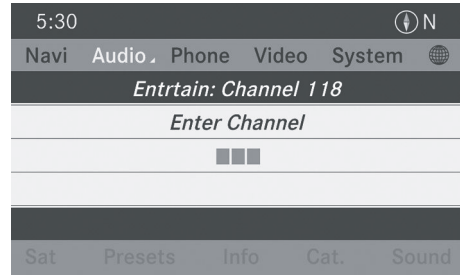 5:30 N
Navi Audio Phone Video System
Entrtain: Channel 118
Enter Channel
Sat Presets Info Cat. Sound